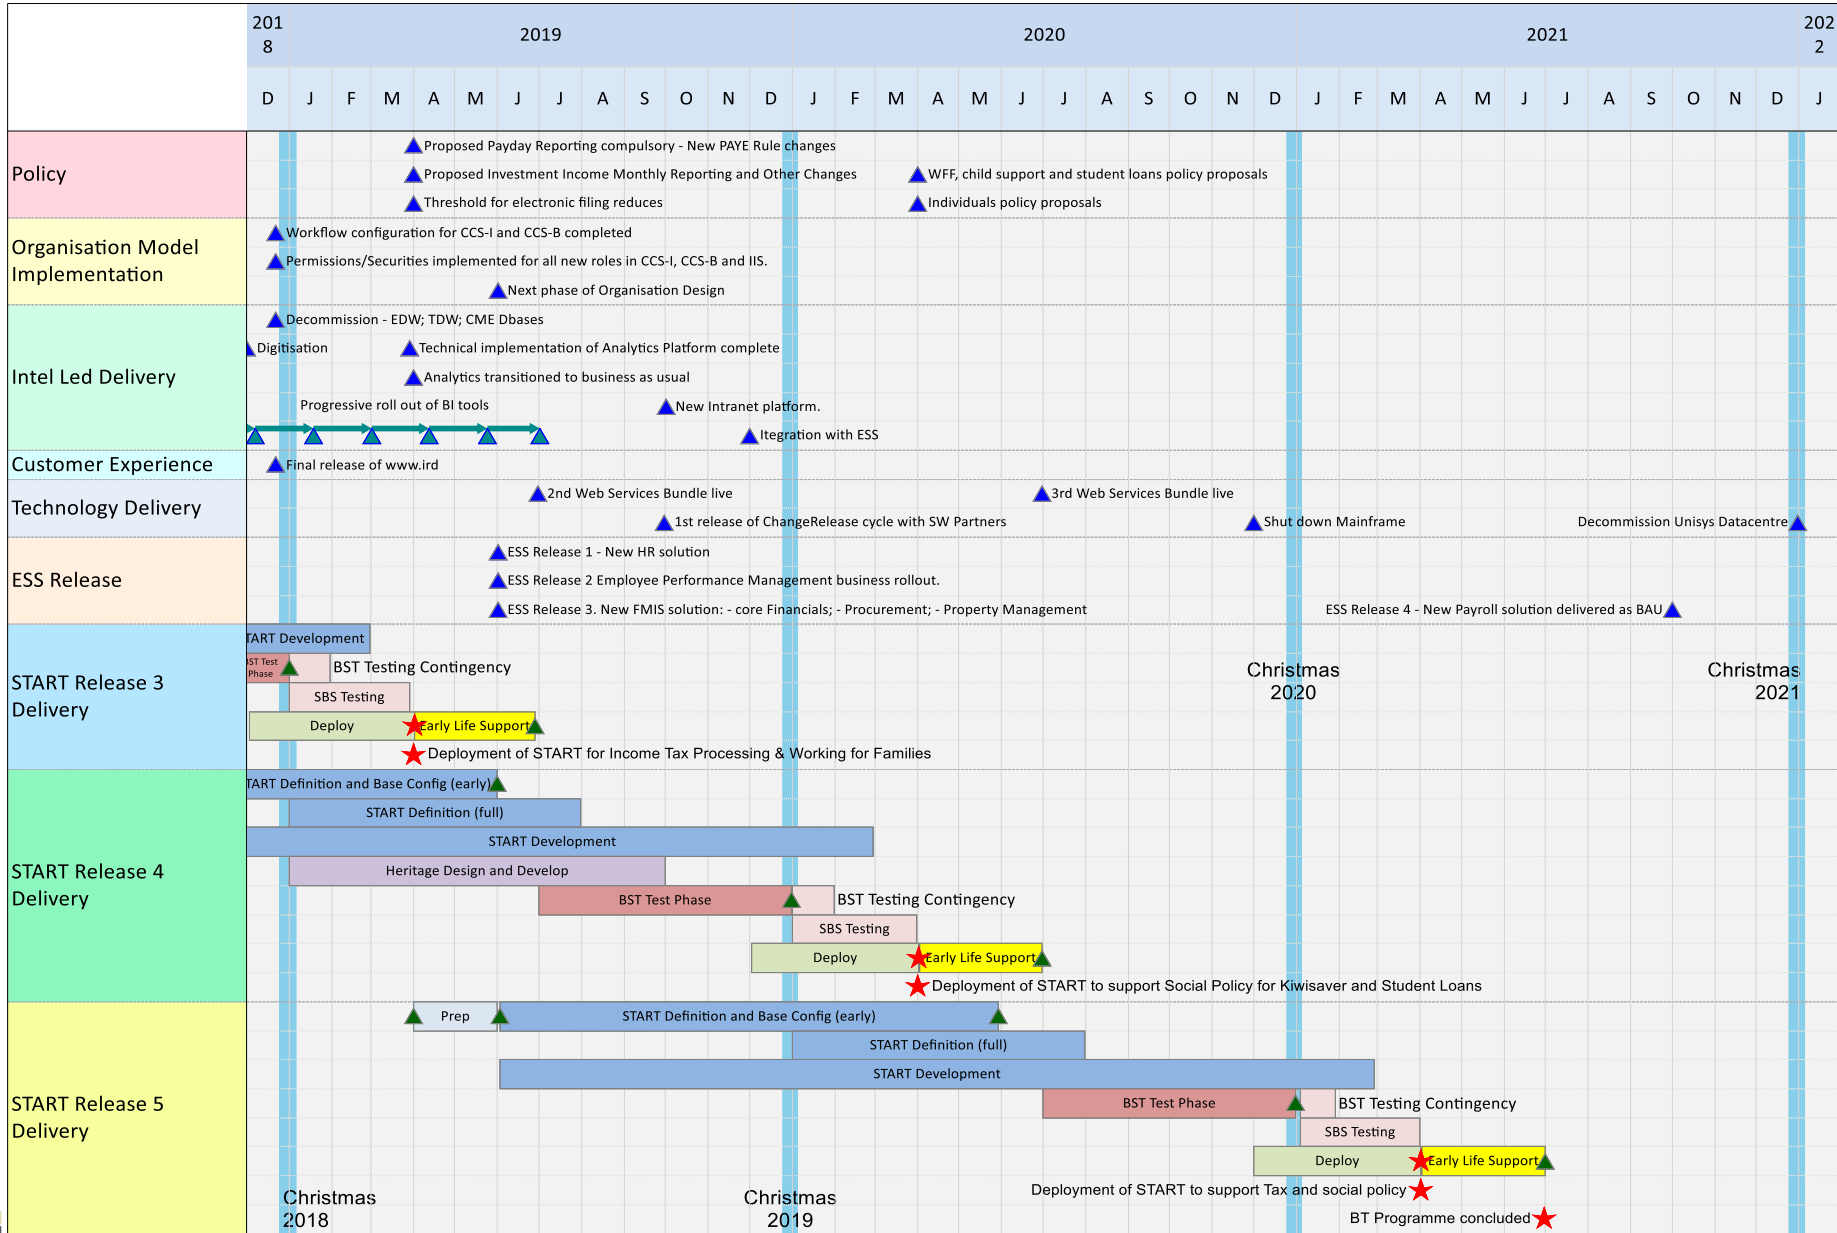 201
8
2019
2020
2021
202
2
D J F M A M J J A S O N D J F M A M J J A S O N D J F M A M J J A S O N D J
Policy
Proposed Payday Reporting compulsory - New PAYE Rule changes
Proposed Investment Income Monthly Reporting and Other Changes
WFF, child support and student loans policy proposals
Threshold for electronic filing reduces
Individuals policy proposals
Organisation Model
Implementation
Workflow configuration for CCS-I and CCS-B completed
Permissions/Securities implemented for all new roles in CCS-I, CCS-B and IIS.
Next phase of Organisation Design
Intel Led Delivery
Decommission - EDW; TDW; CME Dbases
Digitisation
Technical implementation of Analytics Platform complete
Analytics transitioned to business as usual
Progressive roll out of BI tools
New Intranet platform.
Itegration with ESS
Customer Experience
Final release of www.ird
Technology Delivery
2nd Web Services Bundle live
3rd Web Services Bundle live
1st release of ChangeRelease cycle with SW Partners
Shut down Mainframe
Decommission Unisys Datacentre
ESS Release
ESS Release 1 - New HR solution
ESS Release 2 Employee Performance Management business rollout.
ESS Release 3. New FMIS solution: - core Financials; - Procurement; - Property Management
ESS Release 4 - New Payroll solution delivered as BAU
START Release 3
Delivery
TART Development
BST Test
Phase
BST Testing Contingency
SBS Testing
Deploy
Early Life Support
Deployment of START for Income Tax Processing & Working for Families
Christmas
2020
Christmas
2021
START Release 4
Delivery
TART Definition and Base Config (early)
START Definition (full)
START Development
Heritage Design and Develop
BST Test Phase
BST Testing Contingency
SBS Testing
Deploy
Early Life Support
Deployment of START to support Social Policy for Kiwisaver and Student Loans
START Release 5
Delivery
Prep
START Definition and Base Config (early)
START Definition (full)
START Development
BST Test Phase
BST Testing Contingency
SBS Testing
Deploy
Early Life Support
Deployment of START to support Tax and social policy
BT Programme concluded
Christmas
2018
Christmas
2019